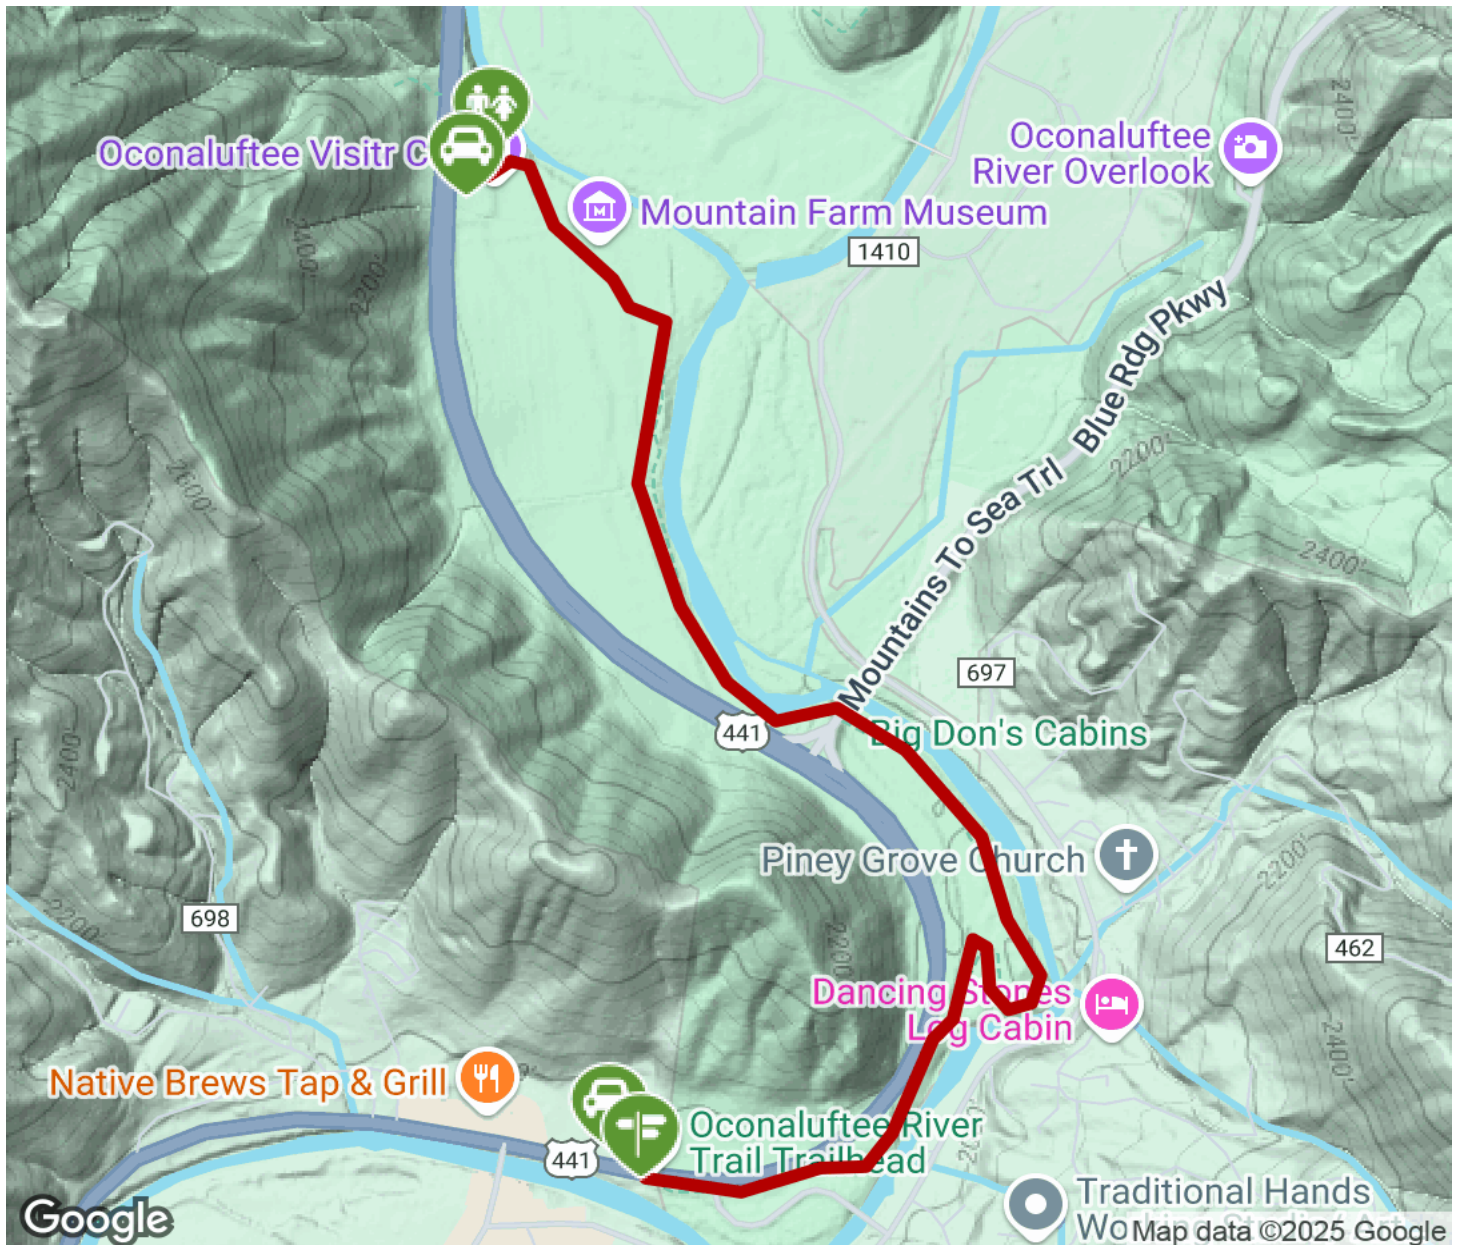 2400'
Oconaluftee
River Overlook
Oconaluftee Visitr C
Mountain Farm Museum
1410
2400'
2200'
Blue Rdg Pkwy
2200'
Mountains To Sea Trl
2600'
2400'
697
2400'
441
Big Don's Cabins
Piney Grove Church
2200'
698
2200'
2200'
462
Dancing Stones
Log Cabin
2400'
Native Brews Tap & Grill
Oconaluftee River
Trail Trailhead
441
Traditional Hands
Google
Map data ©2025 Google